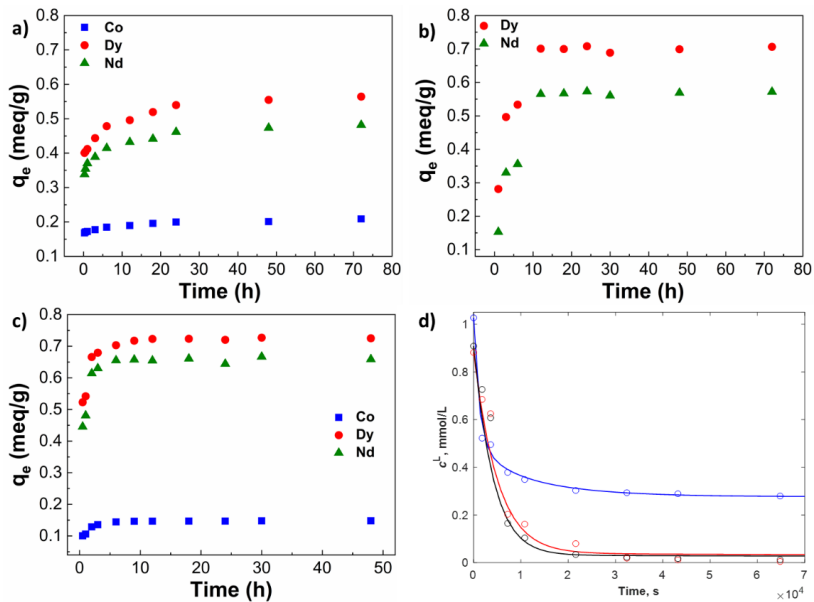 a)
Co
Dy
Nd
0.8
0.7
0.6
0.5
0.4
0.3
0.2
0.1
qe (meq/g)
0 10 20 30 40 50 60 70 80
Time (h)
b)
Dy
Nd
0.8
0.7
0.6
0.5
0.4
0.3
0.2
0.1
qe (meq/g)
0 10 20 30 40 50 60 70 80
Time (h)
c)
0.8
0.7
0.6
0.5
0.4
0.3
0.2
0.1
qe (meq/g)
Co
Dy
Nd
0 10 20 30 40 50
Time (h)
d)
1
0.8
0.6
0.4
0.2
0
cL, mmol/L
0 1 2 3 4 5 6 70
Time, s
× 10⁴